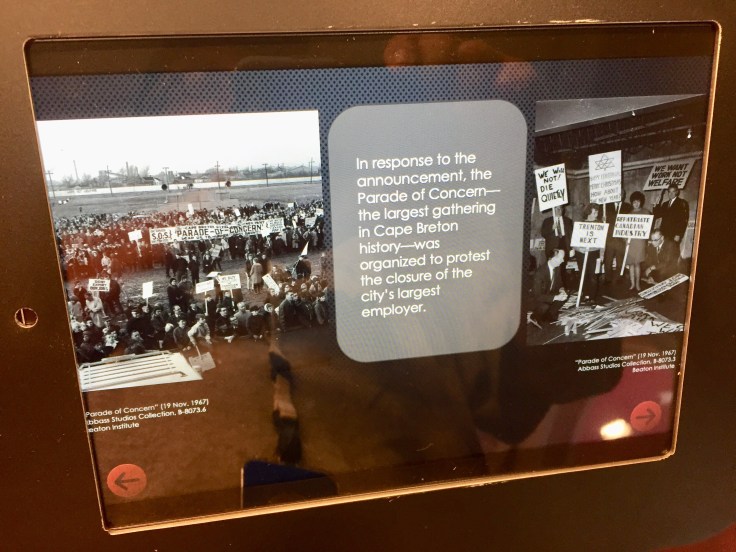 S.O.S! "PARADE-OF-CONCERN"
In response to the
announcement, the
Parade of Concern—
the largest gathering
in Cape Breton
history—was
organized to protest
the closure of the
city's largest
employer.
WE WILL
NOT!
DIE
QUIETLY
TRENTON
IS
NEXT
CANADIAN
INDUSTRY
WE WANT
WORK NOT
WELFARE
Parade of Concern" (19 Nov. 1967)
Abbass Studios Collection, B-8073.6
Beaton Institute
"Parade of Concern" (19 Nov. 1967)
Abbass Studios Collection, B-8073.3
Beaton Institute